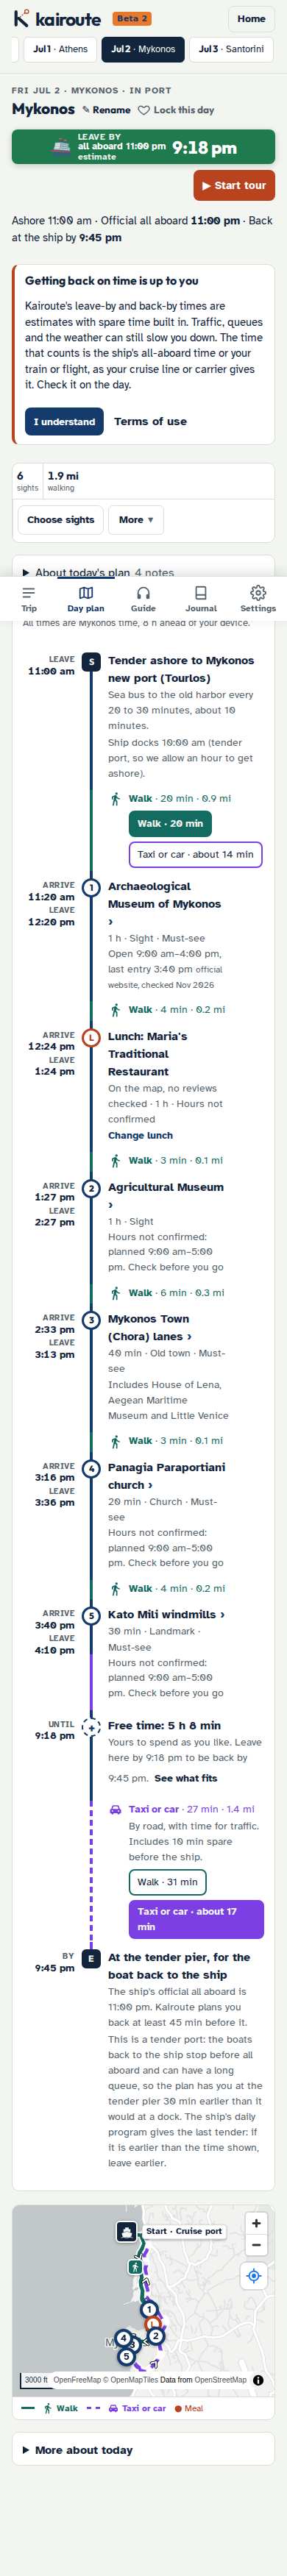 kairoute Beta 2 Home
Jul 1 · Athens Jul 2 · Mykonos Jul 3 · Santorini
FRI JUL 2 · MYKONOS · IN PORT
Mykonos ✎ Rename Lock this day
LEAVE BY
all aboard 11:00 pm
estimate
9:18 pm
▶ Start tour
Ashore 11:00 am · Official all aboard 11:00 pm · Back
at the ship by 9:45 pm
Getting back on time is up to you
Kairoute's leave-by and back-by times are
estimates with spare time built in. Traffic, queues
and the weather can still slow you down. The time
that counts is the ship's all-aboard time or your
train or flight, as your cruise line or carrier gives
it. Check it on the day.
I understand Terms of use
6 1.9 mi
sights walking
Choose sights More ▾
▶ About today's plan 4 notes
Trip Day plan Guide Journal Settings
All times are Mykonos time, 8 h ahead of your device.
LEAVE
11:00 am
S
Tender ashore to Mykonos
new port (Tourlos)
Sea bus to the old harbor every
20 to 30 minutes, about 10
minutes.
Ship docks 10:00 am (tender
port, so we allow an hour to get
ashore).
Walk · 20 min · 0.9 mi
Walk · 20 min
Taxi or car · about 14 min
ARRIVE
11:20 am
LEAVE
12:20 pm
1
Archaeological
Museum of Mykonos
›
1 h · Sight · Must-see
Open 9:00 am–4:00 pm,
last entry 3:40 pm official
website, checked Nov 2026
Walk · 4 min · 0.2 mi
ARRIVE
12:24 pm
LEAVE
1:24 pm
L
Lunch: Maria's
Traditional
Restaurant
On the map, no reviews
checked · 1 h · Hours not
confirmed
Change lunch
Walk · 3 min · 0.1 mi
ARRIVE
1:27 pm
LEAVE
2:27 pm
2
Agricultural Museum
›
1 h · Sight
Hours not confirmed:
planned 9:00 am–5:00
pm. Check before you go
Walk · 6 min · 0.3 mi
ARRIVE
2:33 pm
LEAVE
3:13 pm
3
Mykonos Town
(Chora) lanes ›
40 min · Old town · Must-
see
Includes House of Lena,
Aegean Maritime
Museum and Little Venice
Walk · 3 min · 0.1 mi
ARRIVE
3:16 pm
LEAVE
3:36 pm
4
Panagia Paraportiani
church ›
20 min · Church · Must-
see
Hours not confirmed:
planned 9:00 am–5:00
pm. Check before you go
Walk · 4 min · 0.2 mi
ARRIVE
3:40 pm
LEAVE
4:10 pm
5
Kato Mili windmills ›
30 min · Landmark ·
Must-see
Hours not confirmed:
planned 9:00 am–5:00
pm. Check before you go
UNTIL
9:18 pm
+
Free time: 5 h 8 min
Yours to spend as you like. Leave
here by 9:18 pm to be back by
9:45 pm. See what fits
Taxi or car · 27 min · 1.4 mi
By road, with time for traffic.
Includes 10 min spare
before the ship.
Walk · 31 min
Taxi or car · about 17
min
BY
9:45 pm
E
At the tender pier, for the
boat back to the ship
The ship's official all aboard is
11:00 pm. Kairoute plans you
back at least 45 min before it.
This is a tender port: the boats
back to the ship stop before all
aboard and can have a long
queue, so the plan has you at the
tender pier 30 min earlier than it
would at a dock. The ship's daily
program gives the last tender: If
it is earlier than the time shown,
leave earlier.
Start · Cruise port
+
−
1
2
4
5
3000 ft OpenFreeMap © OpenMapTiles Data from OpenStreetMap
Walk Taxi or car Meal
▶ More about today